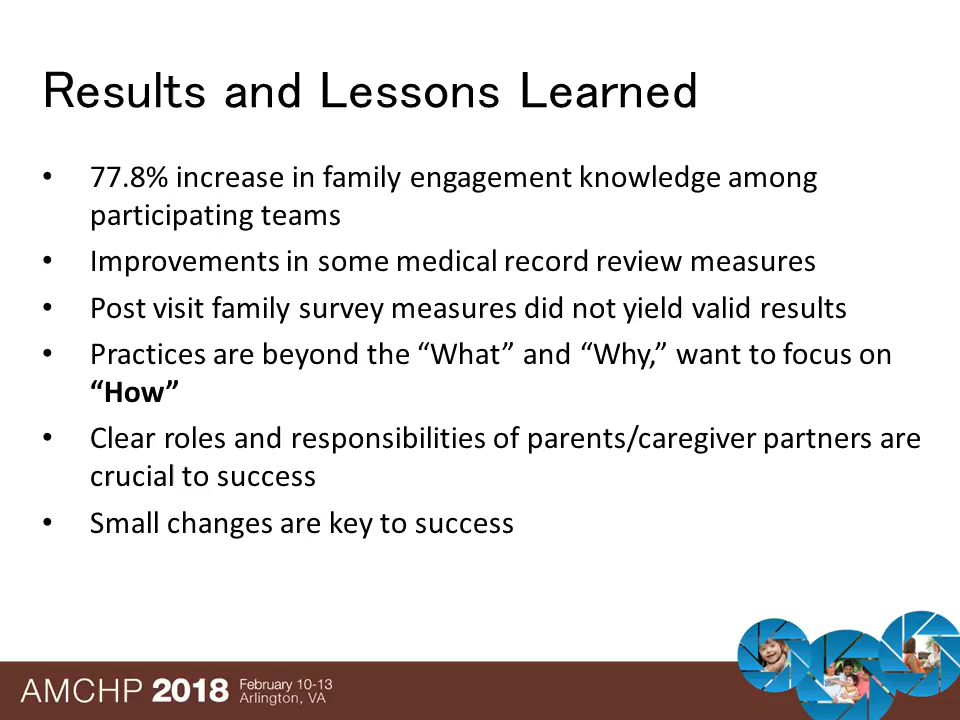 Results and Lessons Learned
• 77.8% increase in family engagement knowledge among
participating teams
• Improvements in some medical record review measures
• Post visit family survey measures did not yield valid results
• Practices are beyond the “What” and “Why,” want to focus on
“How”
• Clear roles and responsibilities of parents/caregiver partners are
crucial to success
• Small changes are key to success
AMCHP 2018 February 10-13
Arlington, VA